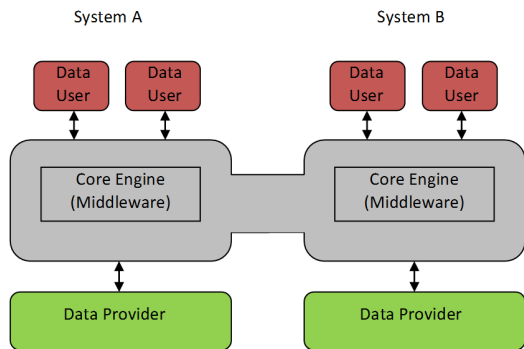 System A
System B
Data
User
Data
User
Data
User
Data
User
Core Engine
(Middleware)
Core Engine
(Middleware)
Data Provider
Data Provider